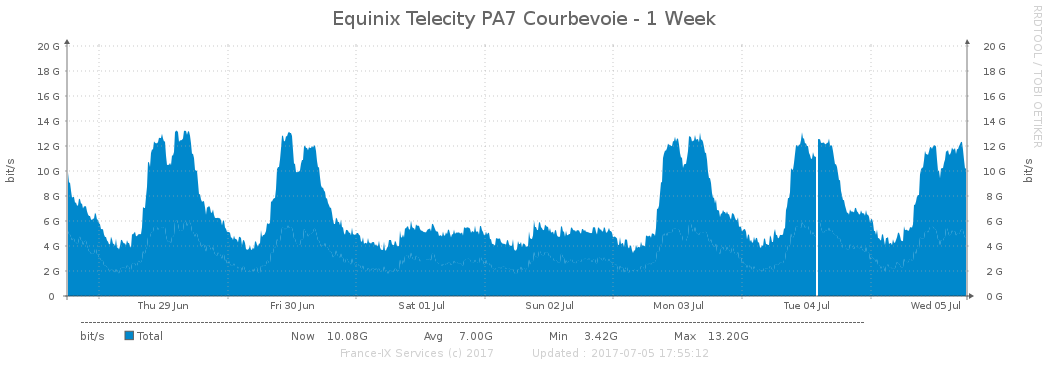 Equinix Telecity PA7 Courbevoie - 1 Week
RRDTOOL / TOBI OETIKER
bit/s
20 G 20 G
18 G 18 G
16 G 16 G
14 G 14 G
12 G 12 G
10 G 10 G
8 G 8 G
6 G 6 G
4 G 4 G
2 G 2 G
0 0 G
bit/s
Thu 29 Jun Fri 30 Jun Sat 01 Jul Sun 02 Jul Mon 03 Jul Tue 04 Jul Wed 05 Jul
bit/s Total Now 10.08G Avg 7.00G Min 3.42G Max 13.20G
France-IX Services (c) 2017 Updated : 2017-07-05 17:55:12